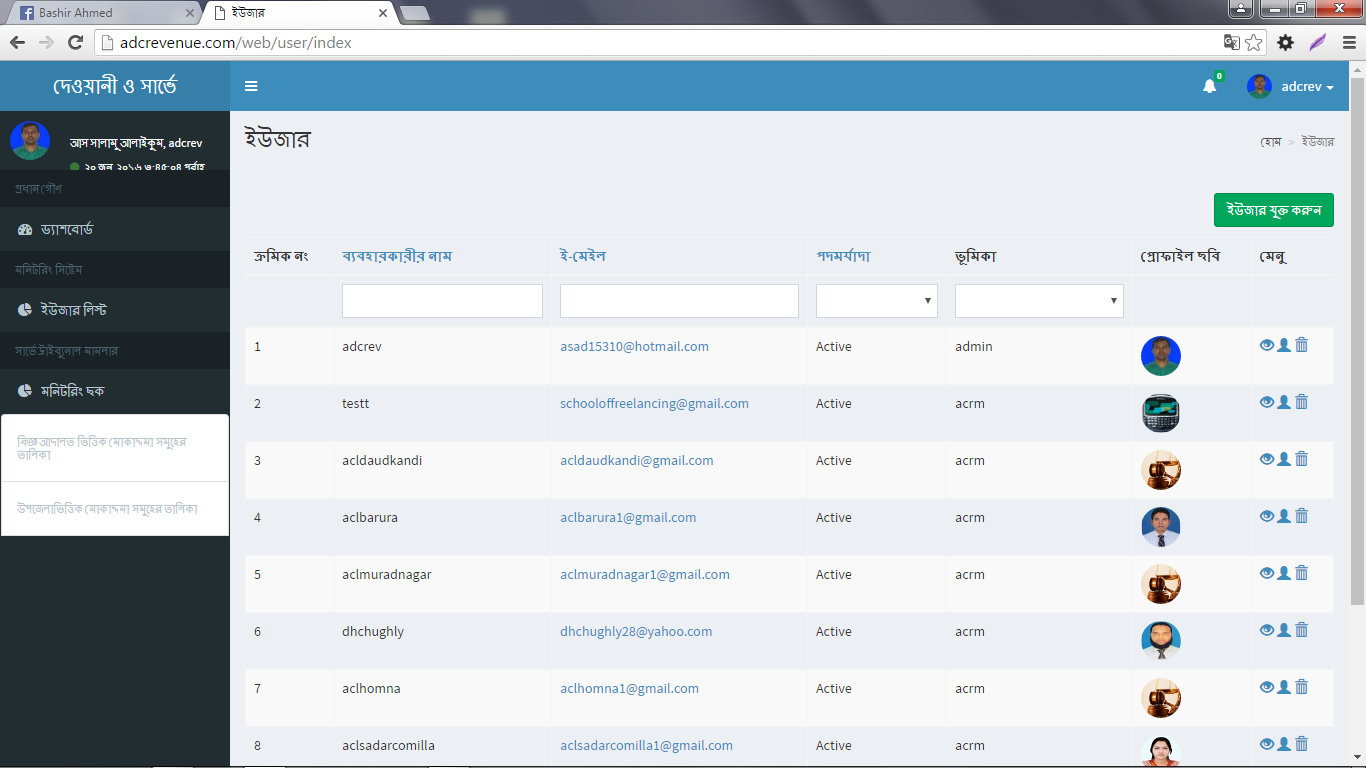 Bashir Ahmed
ইউজার
adcrevenue.com/web/user/index
দেওয়ানী ও সার্ভে
0
adcrev
আস সালামু আলাইকুম, adcrev
২০ জুন, ২০১৬ ৩:৪৫:০৪ পূর্বাহ্ন
প্রধান গৌণ
ড্যাশবোর্ড
মনিটরিং সিষ্টেম
ইউজার লিস্ট
সার্ভে ট্রাইব্যুনাল মামলার
মনিটরিং ছক
বিজ্ঞ আদালত ভিত্তিক মোকাদ্দমা সমূহের
তালিকা
উপজেলাভিত্তিক মোকাদ্দমা সমূহের তালিকা
ইউজার
হোম > ইউজার
ইউজার যুক্ত করুন
ক্রমিক নং ব্যবহারকারীর নাম ই-মেইল পদমর্যাদা ভূমিকা প্রোফাইল ছবি মেনু
1 adcrev asad15310@hotmail.com Active admin
2 testt schooloffreelancing@gmail.com Active acrm
3 acldaudkandi acldaudkandi@gmail.com Active acrm
4 aclbarura aclbarura1@gmail.com Active acrm
5 aclmuradnagar aclmuradnagar1@gmail.com Active acrm
6 dhchughly dhchughly28@yahoo.com Active acrm
7 aclhomna aclhomna1@gmail.com Active acrm
8 aclsadarcomilla aclsadarcomilla1@gmail.com Active acrm